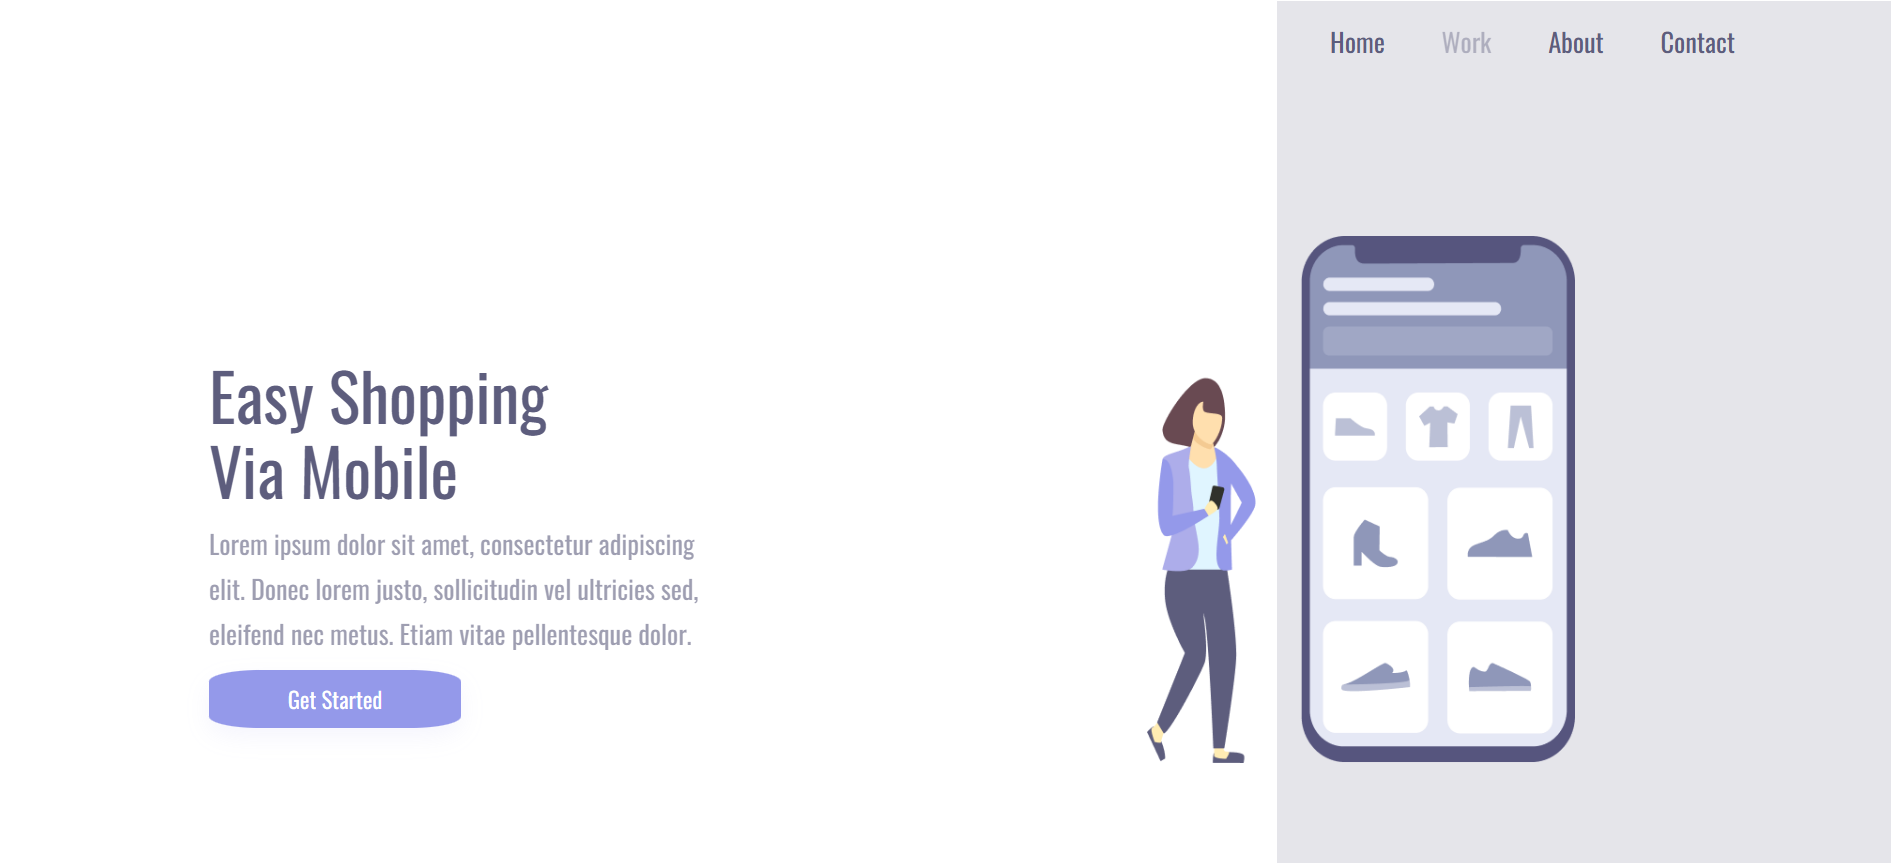 Home Work About Contact
Easy Shopping
Via Mobile
Lorem ipsum dolor sit amet, consectetur adipiscing
elit. Donec lorem justo, sollicitudin vel ultricies sed,
eleifend nec metus. Etiam vitae pellentesque dolor.
Get Started